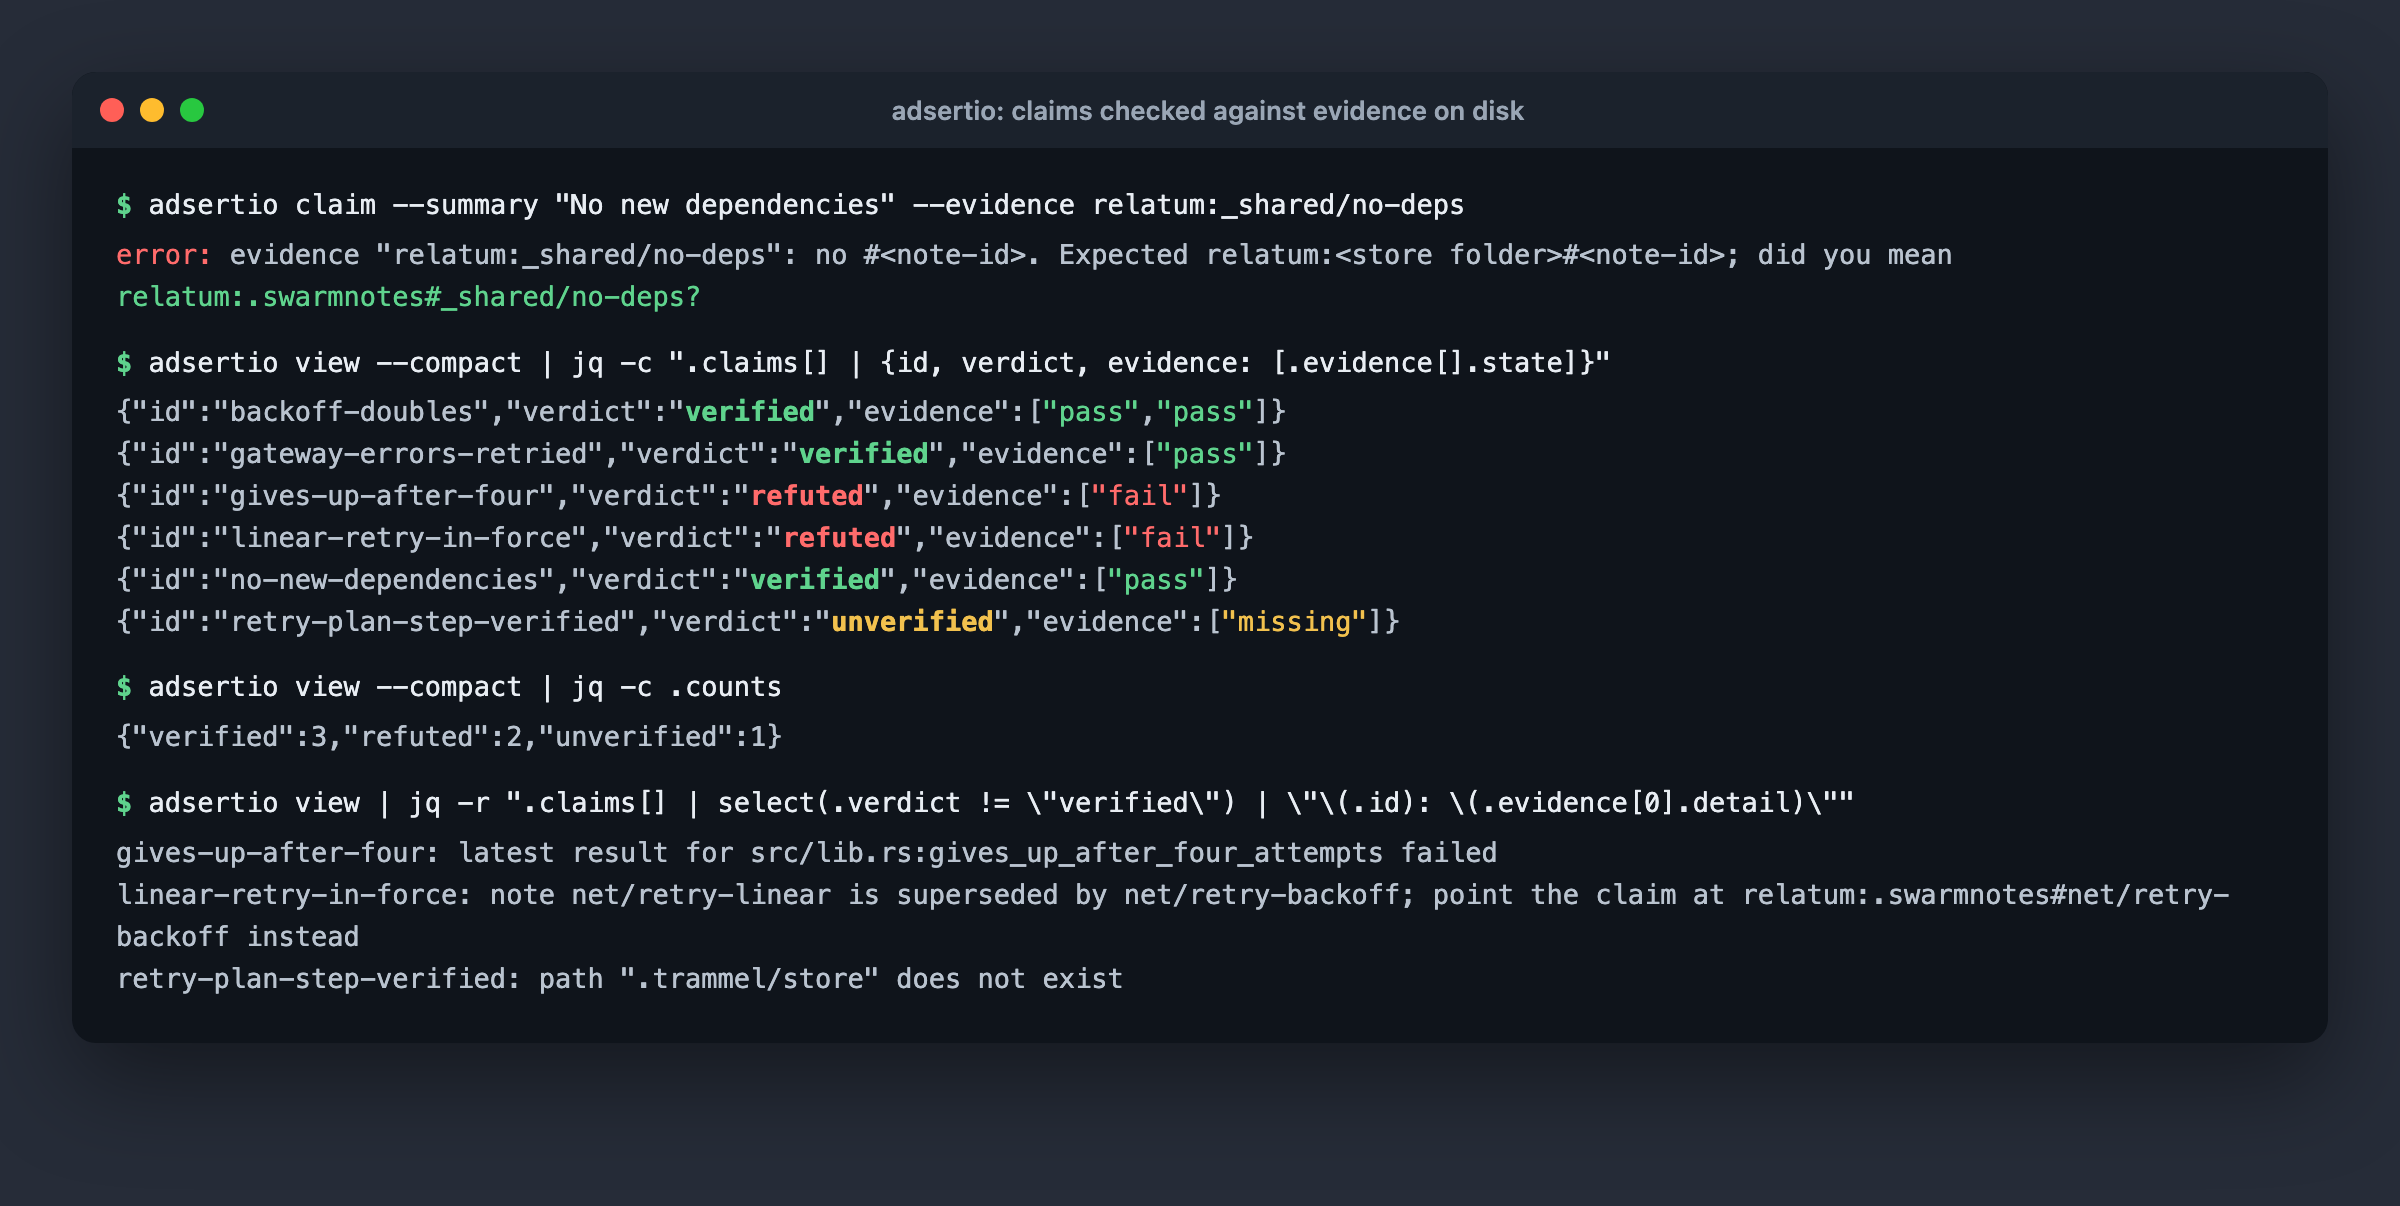 adsertio: claims checked against evidence on disk
$ adsertio claim --summary "No new dependencies" --evidence relatum:_shared/no-deps
error: evidence "relatum:_shared/no-deps": no #<note-id>. Expected relatum:<store folder>#<note-id>; did you mean
relatum:.swarmnotes#_shared/no-deps?
$ adsertio view --compact | jq -c ".claims[] | {id, verdict, evidence: [.evidence[].state]}"
{"id":"backoff-doubles","verdict":"verified","evidence":["pass","pass"]}
{"id":"gateway-errors-retried","verdict":"verified","evidence":["pass"]}
{"id":"gives-up-after-four","verdict":"refuted","evidence":["fail"]}
{"id":"linear-retry-in-force","verdict":"refuted","evidence":["fail"]}
{"id":"no-new-dependencies","verdict":"verified","evidence":["pass"]}
{"id":"retry-plan-step-verified","verdict":"unverified","evidence":["missing"]}
$ adsertio view --compact | jq -c .counts
{"verified":3,"refuted":2,"unverified":1}
$ adsertio view | jq -r ".claims[] | select(.verdict != \"verified\") | \"\(.id): \(.evidence[0].detail)\""
gives-up-after-four: latest result for src/lib.rs:gives_up_after_four_attempts failed
linear-retry-in-force: note net/retry-linear is superseded by net/retry-backoff; point the claim at relatum:.swarmnotes#net/retry-
backoff instead
retry-plan-step-verified: path ".trammel/store" does not exist